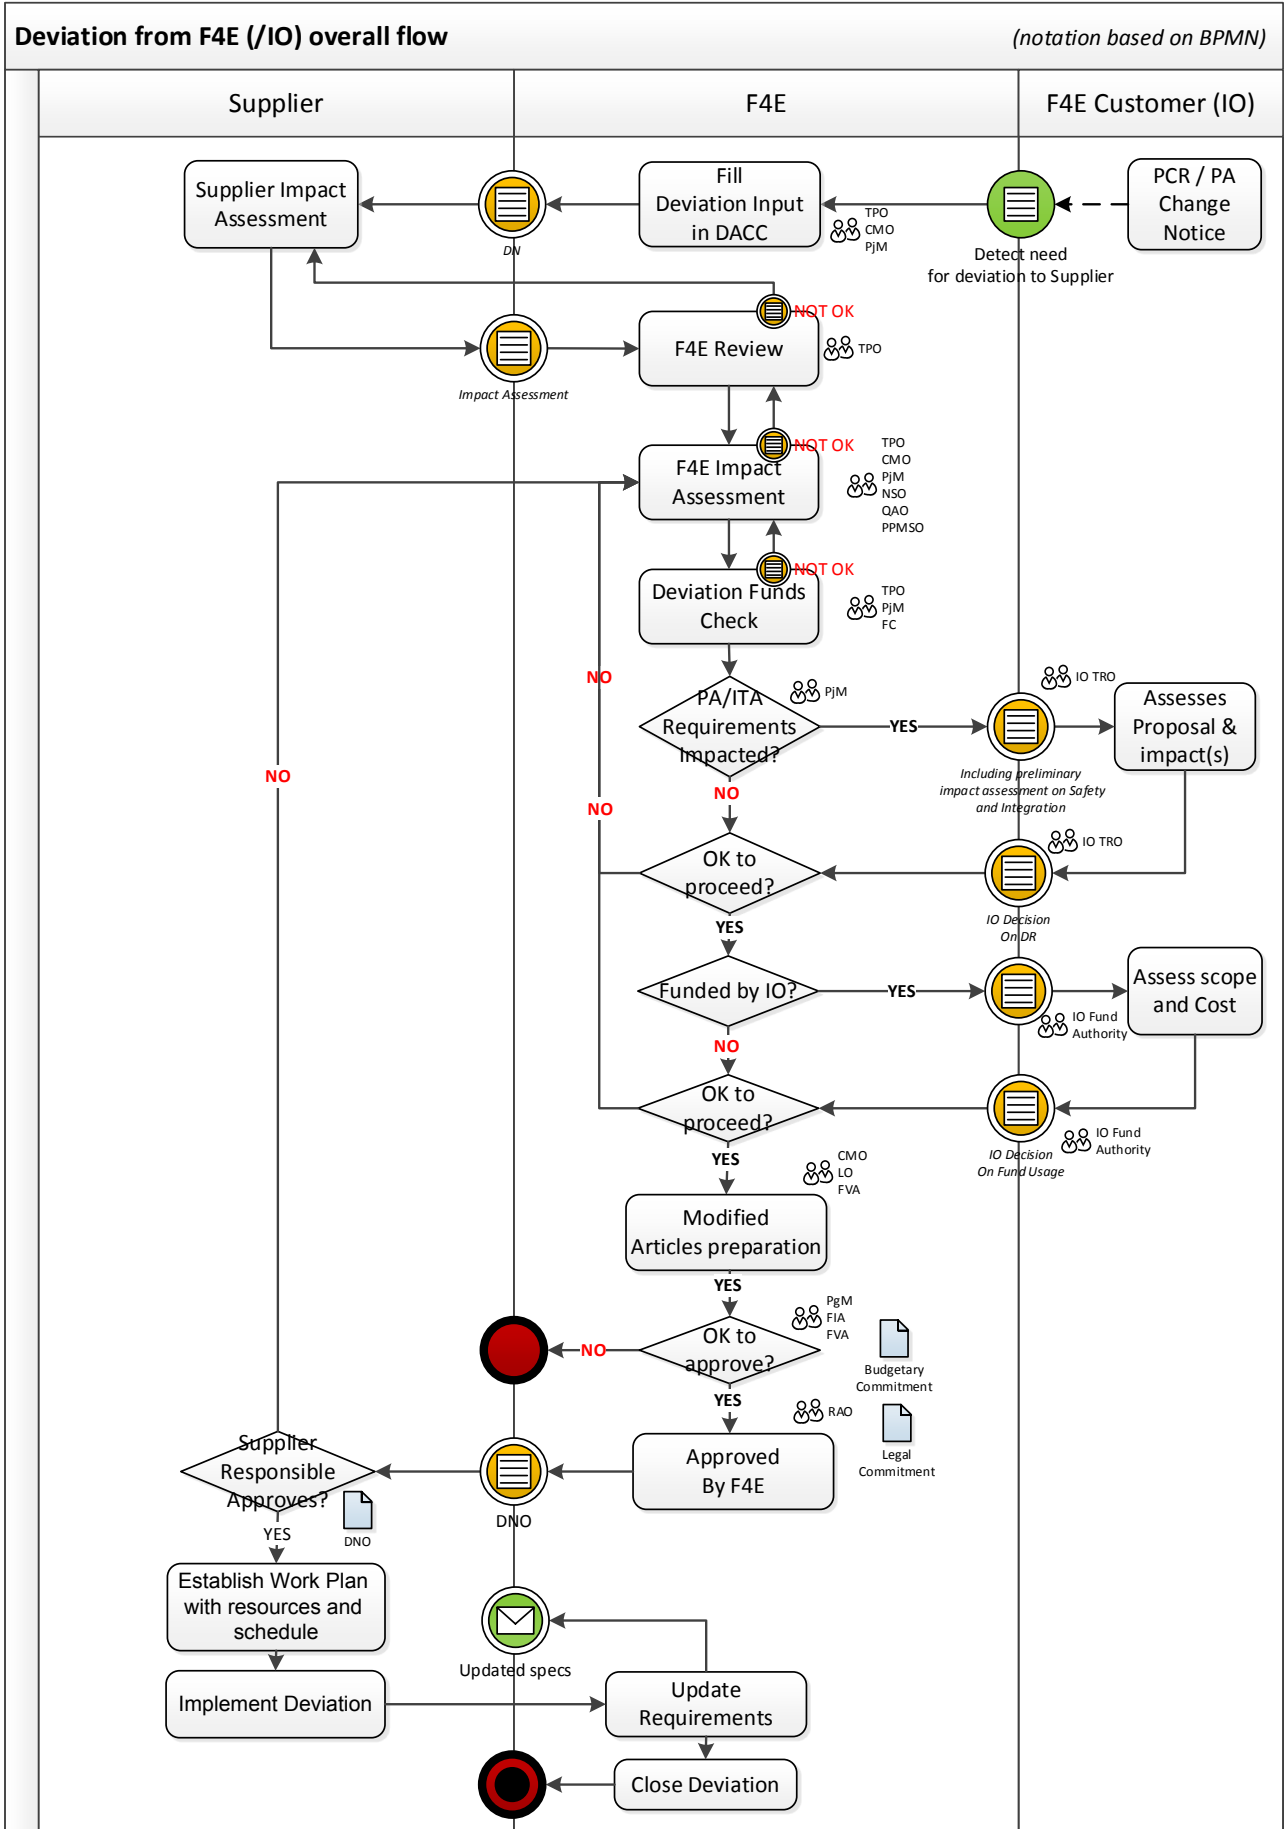 Deviation from F4E (/IO) overall flow
(notation based on BPMN)
Supplier
F4E
F4E Customer (IO)
Supplier Impact
Assessment
DN
Fill
Deviation Input
in DACC
TPO
CMO
PjM
Detect need
for deviation to Supplier
PCR / PA
Change
Notice
NOT OK
Impact Assessment
F4E Review
TPO
NOT OK
F4E Impact
Assessment
TPO
CMO
PjM
NSO
QAO
PPMSO
NOT OK
Deviation Funds
Check
TPO
PjM
FC
NO
PA/ITA
Requirements
Impacted?
PjM
YES
IO TRO
Assesses
Proposal &
impact(s)
Including preliminary
impact assessment on Safety
and Integration
NO
NO
NO
OK to
proceed?
IO TRO
IO Decision
On DR
YES
Funded by IO?
YES
IO Fund
Authority
Assess scope
and Cost
NO
OK to
proceed?
IO Decision
On Fund Usage
IO Fund
Authority
YES
CMO
LO
FVA
Modified
Articles preparation
YES
PgM
FIA
FVA
OK to
approve?
NO
Budgetary
Commitment
YES
RAO
Legal
Commitment
Approved
By F4E
DNO
Supplier
Responsible
Approves?
DNO
YES
Establish Work Plan
with resources and
schedule
Updated specs
Implement Deviation
Update
Requirements
Close Deviation